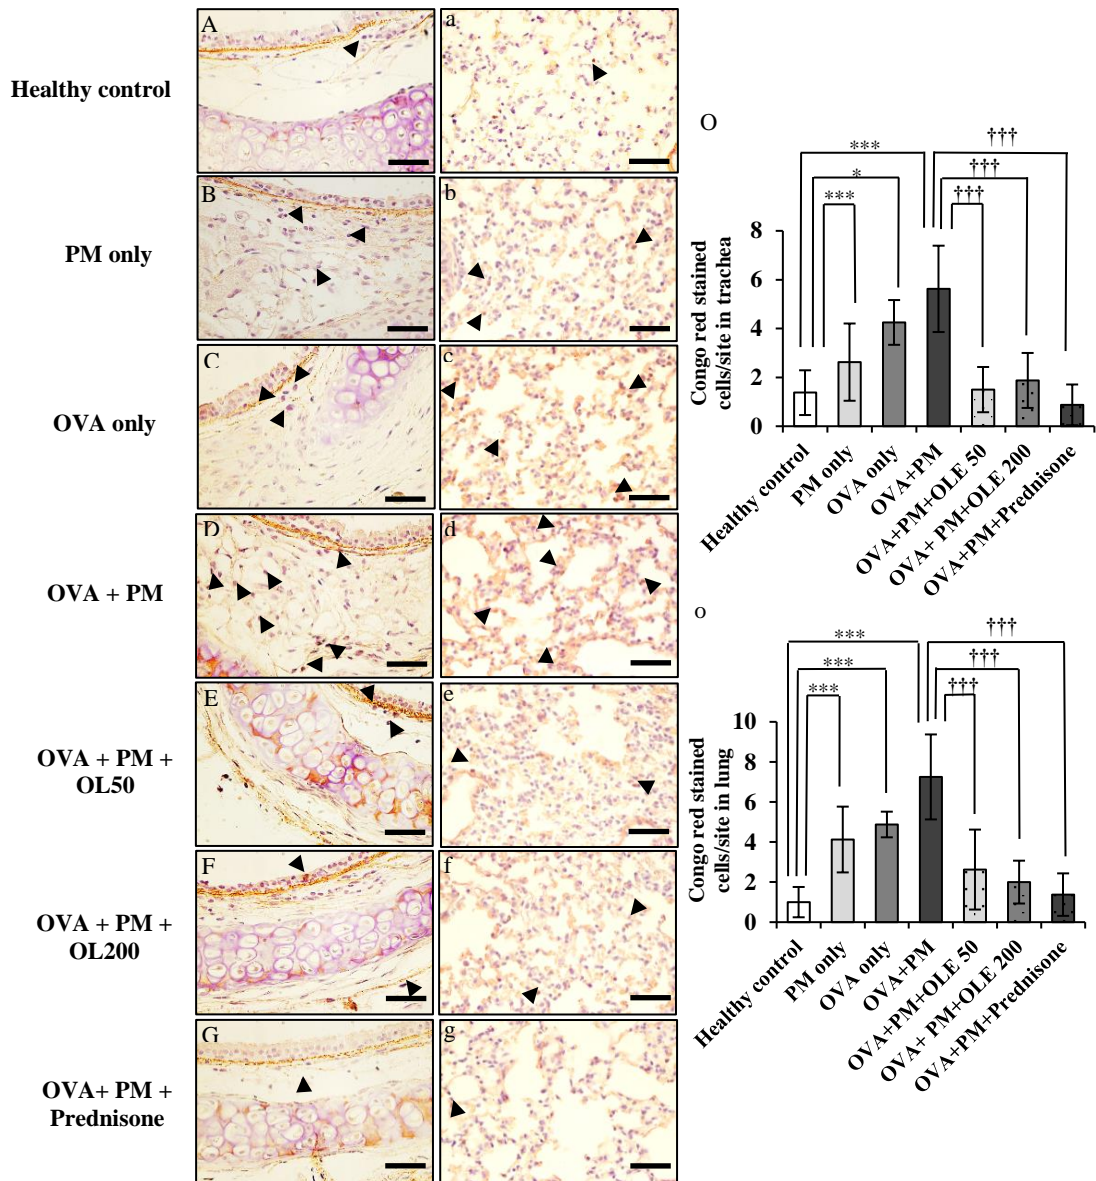 Healthy control
A
a
PM only
B
b
OVA only
C
c
OVA + PM
D
d
OVA + PM +
OL50
E
e
OVA + PM +
OL200
F
f
OVA+ PM +
Prednisone
G
g
O
***
†††
*
†††
***
†††
Congo red stained
cells/site in trachea
8
6
4
2
0
Healthy control
PM only
OVA only
OVA+PM
OVA+PM+OLE 50
OVA+ PM+OLE 200
OVA+PM+Prednisone
o
***
†††
***
†††
***
†††
Congo red stained
cells/site in lung
10
8
6
4
2
0
Healthy control
PM only
OVA only
OVA+PM
OVA+PM+OLE 50
OVA+ PM+OLE 200
OVA+PM+Prednisone